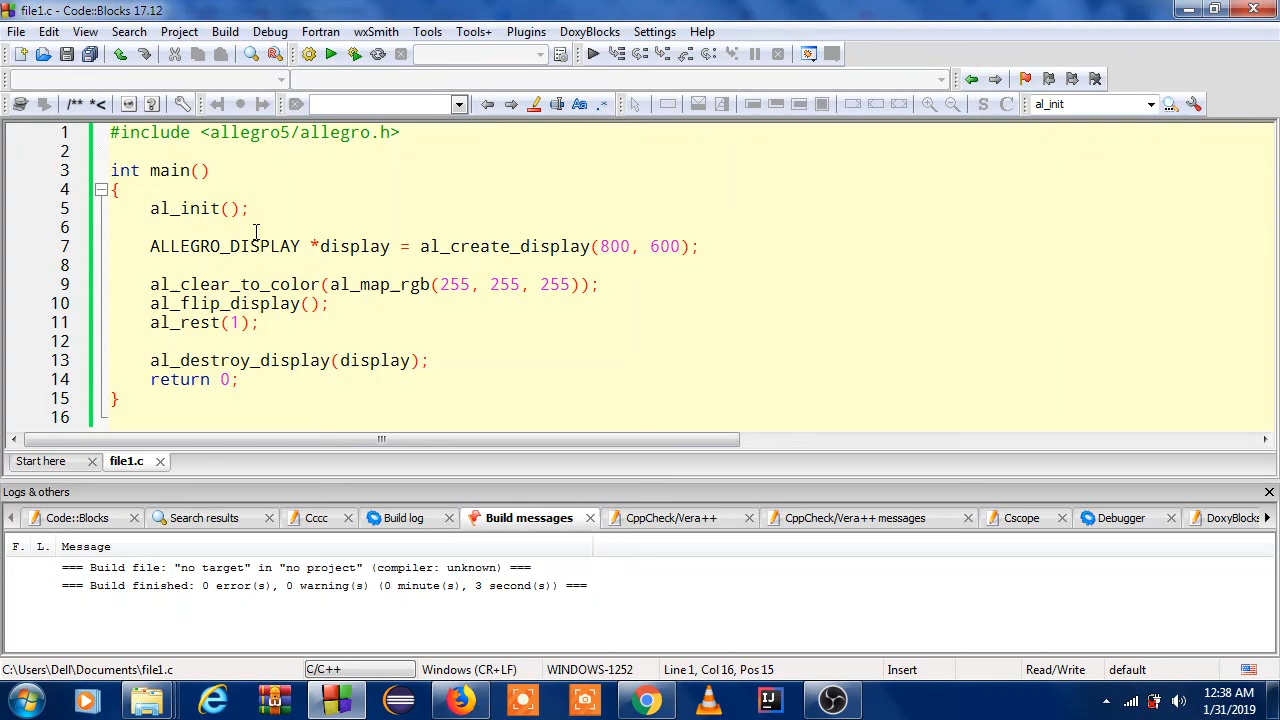 file1.c - Code::Blocks 17.12
File Edit View Search Project Build Debug Fortran wxSmith Tools Tools+ Plugins DoxyBlocks Settings Help
/** *< al_init
1 #include <allegro5/allegro.h>
2
3 int main()
4 {
5 al_init();
6
7 ALLEGRO_DISPLAY *display = al_create_display(800, 600);
8
9 al_clear_to_color(al_map_rgb(255, 255, 255));
10 al_flip_display();
11 al_rest(1);
12
13 al_destroy_display(display);
14 return 0;
15 }
16
Start here file1.c
Logs & others
Code::Blocks Search results Cccc Build log Build messages CppCheck/Vera++ CppCheck/Vera++ messages Cscope Debugger DoxyBlocks
F. L. Message
=== Build file: "no target" in "no project" (compiler: unknown) ===
=== Build finished: 0 error(s), 0 warning(s) (0 minute(s), 3 second(s)) ===
C:\Users\Dell\Documents\file1.c C/C++ Windows (CR+LF) WINDOWS-1252 Line 1, Col 16, Pos 15 Insert Read/Write default
12:38 AM
1/31/2019